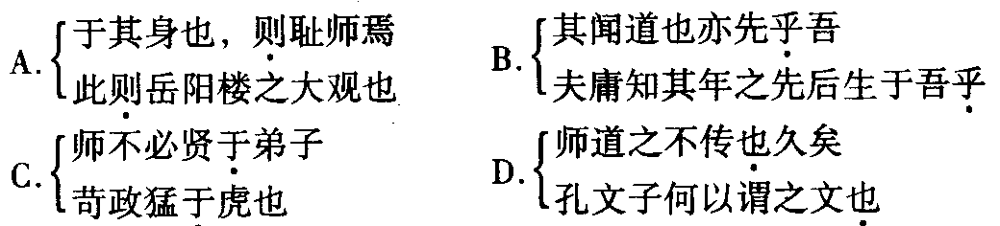 A. 于其身也，则耻师焉
此则岳阳楼之大观也
B. 其闻道也亦先乎吾
夫庸知其年之先后生于吾乎
C. 师不必贤于弟子
苛政猛于虎也
D. 师道之不传也久矣
孔文子何以谓之文也